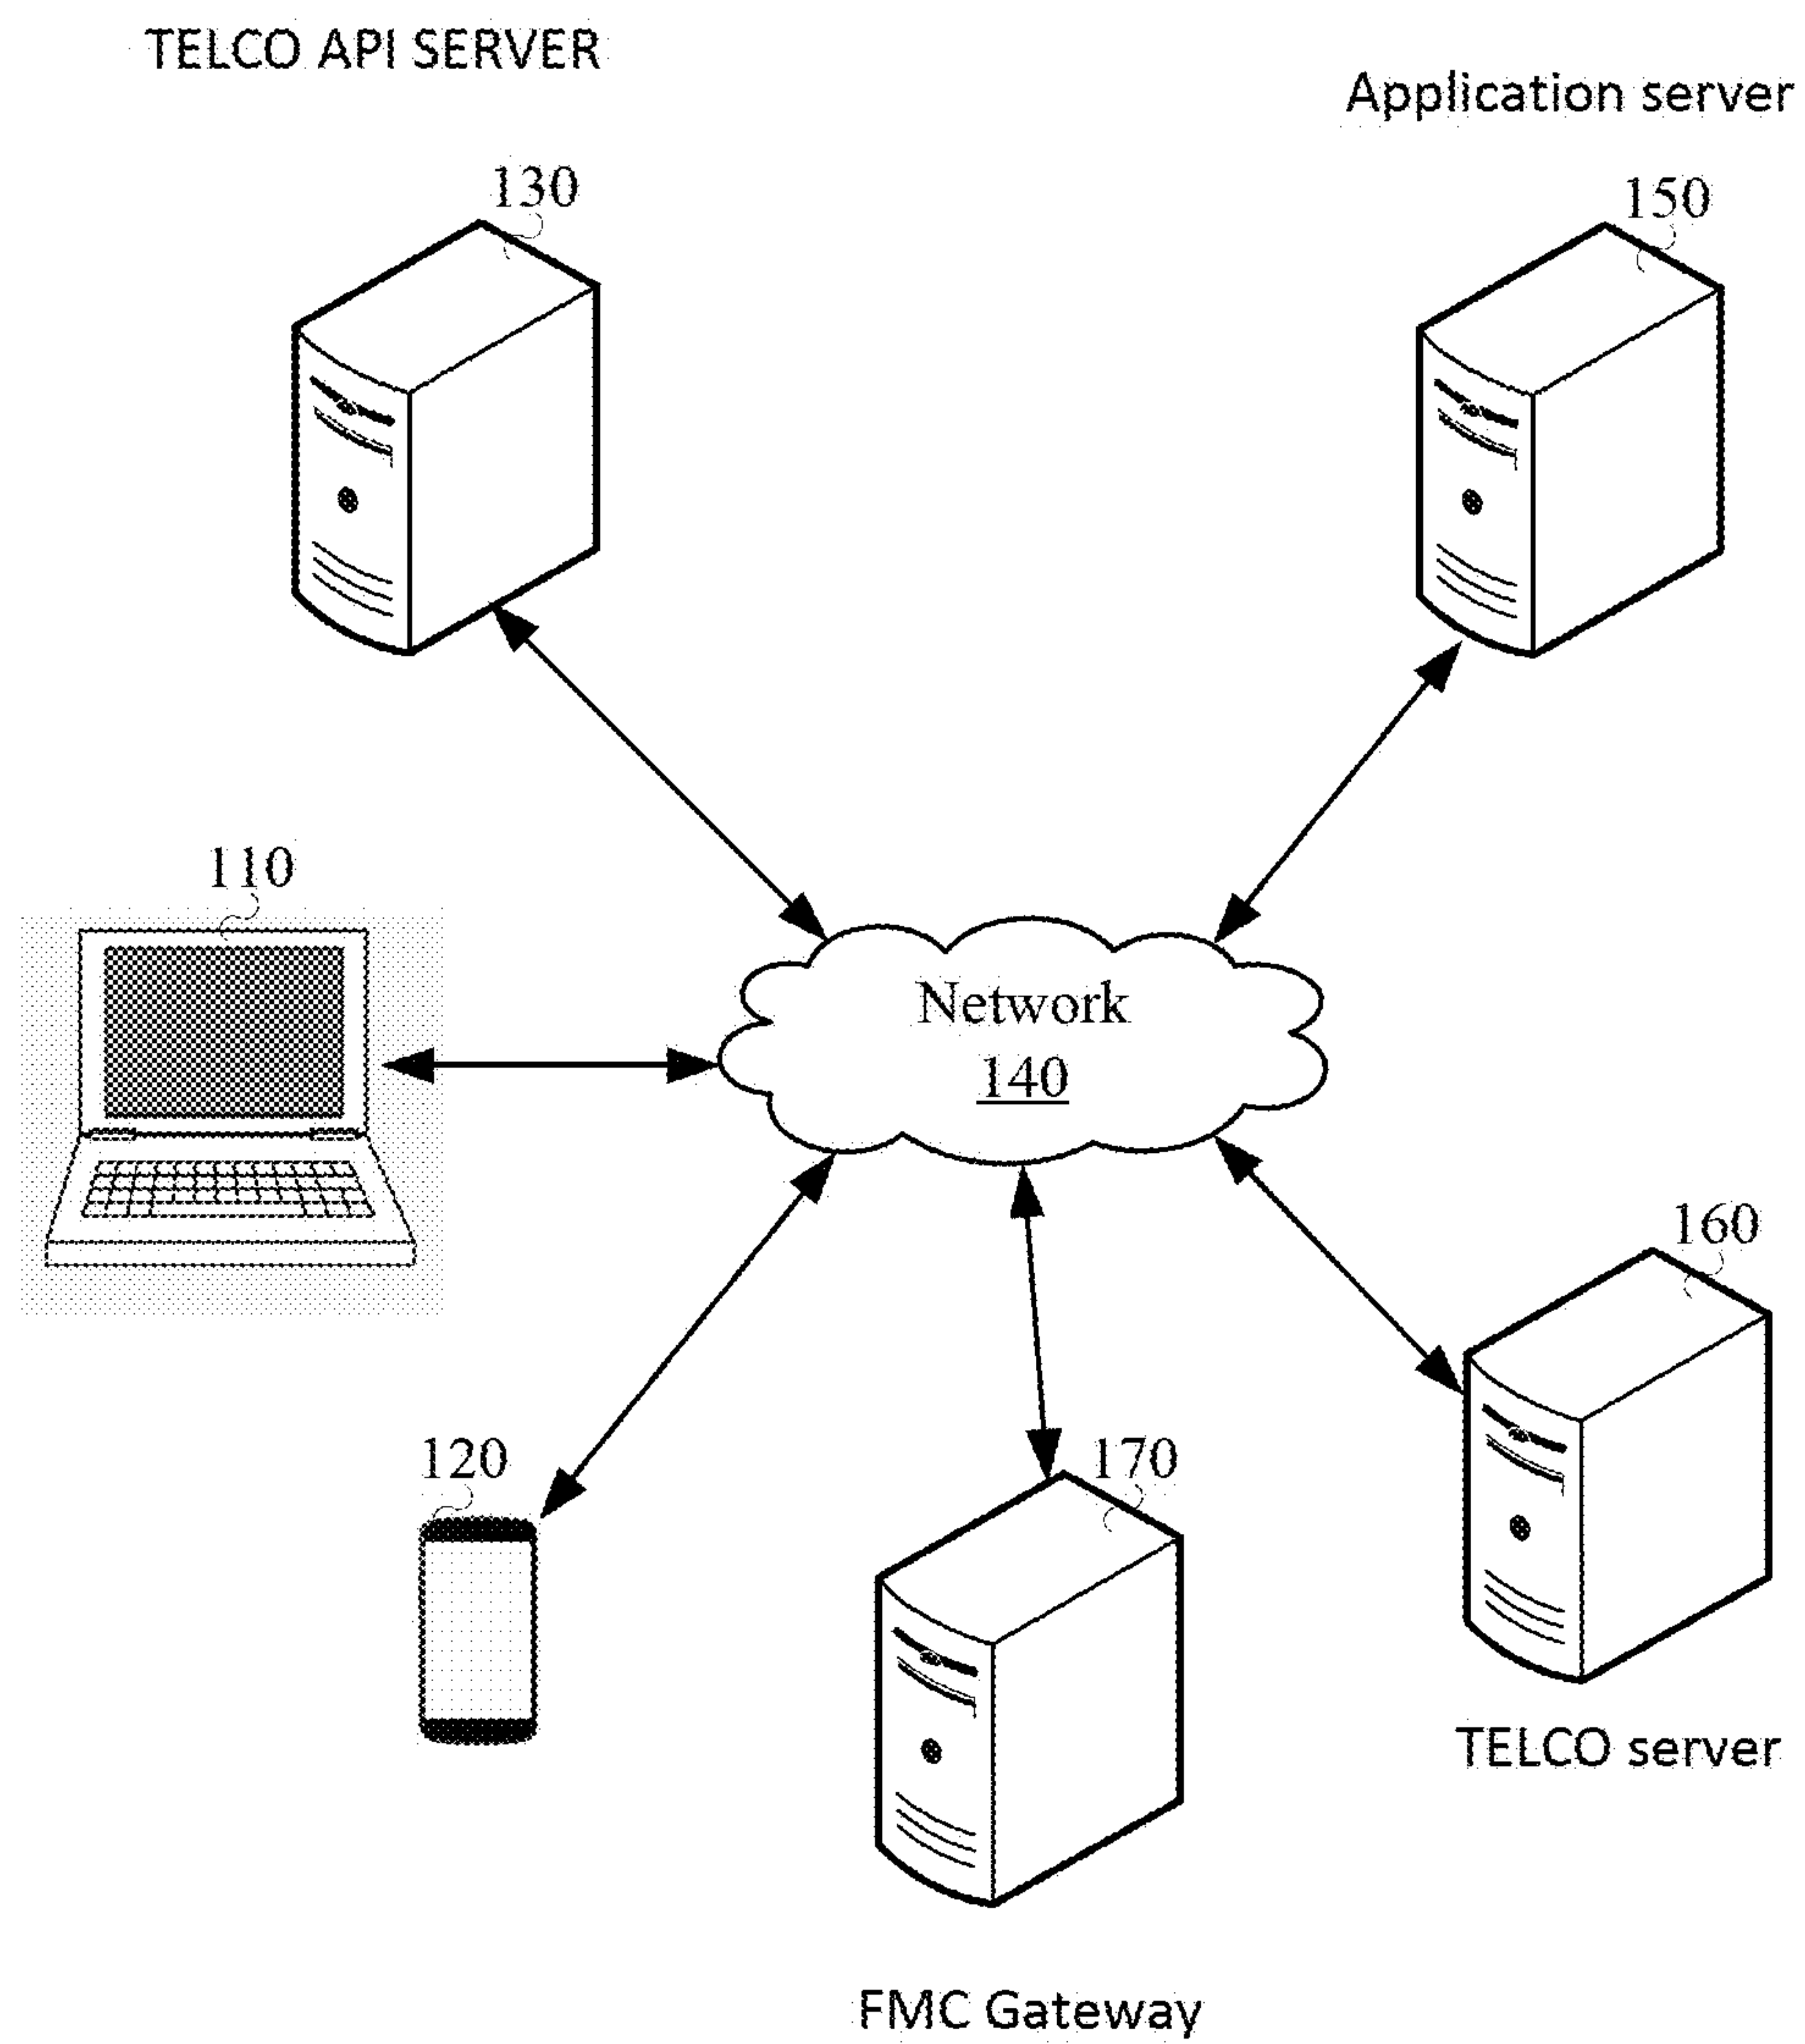 TELCO API SERVER
Application server
130
150
110
Network
140
160
120
170
TELCO server
FMC Gateway